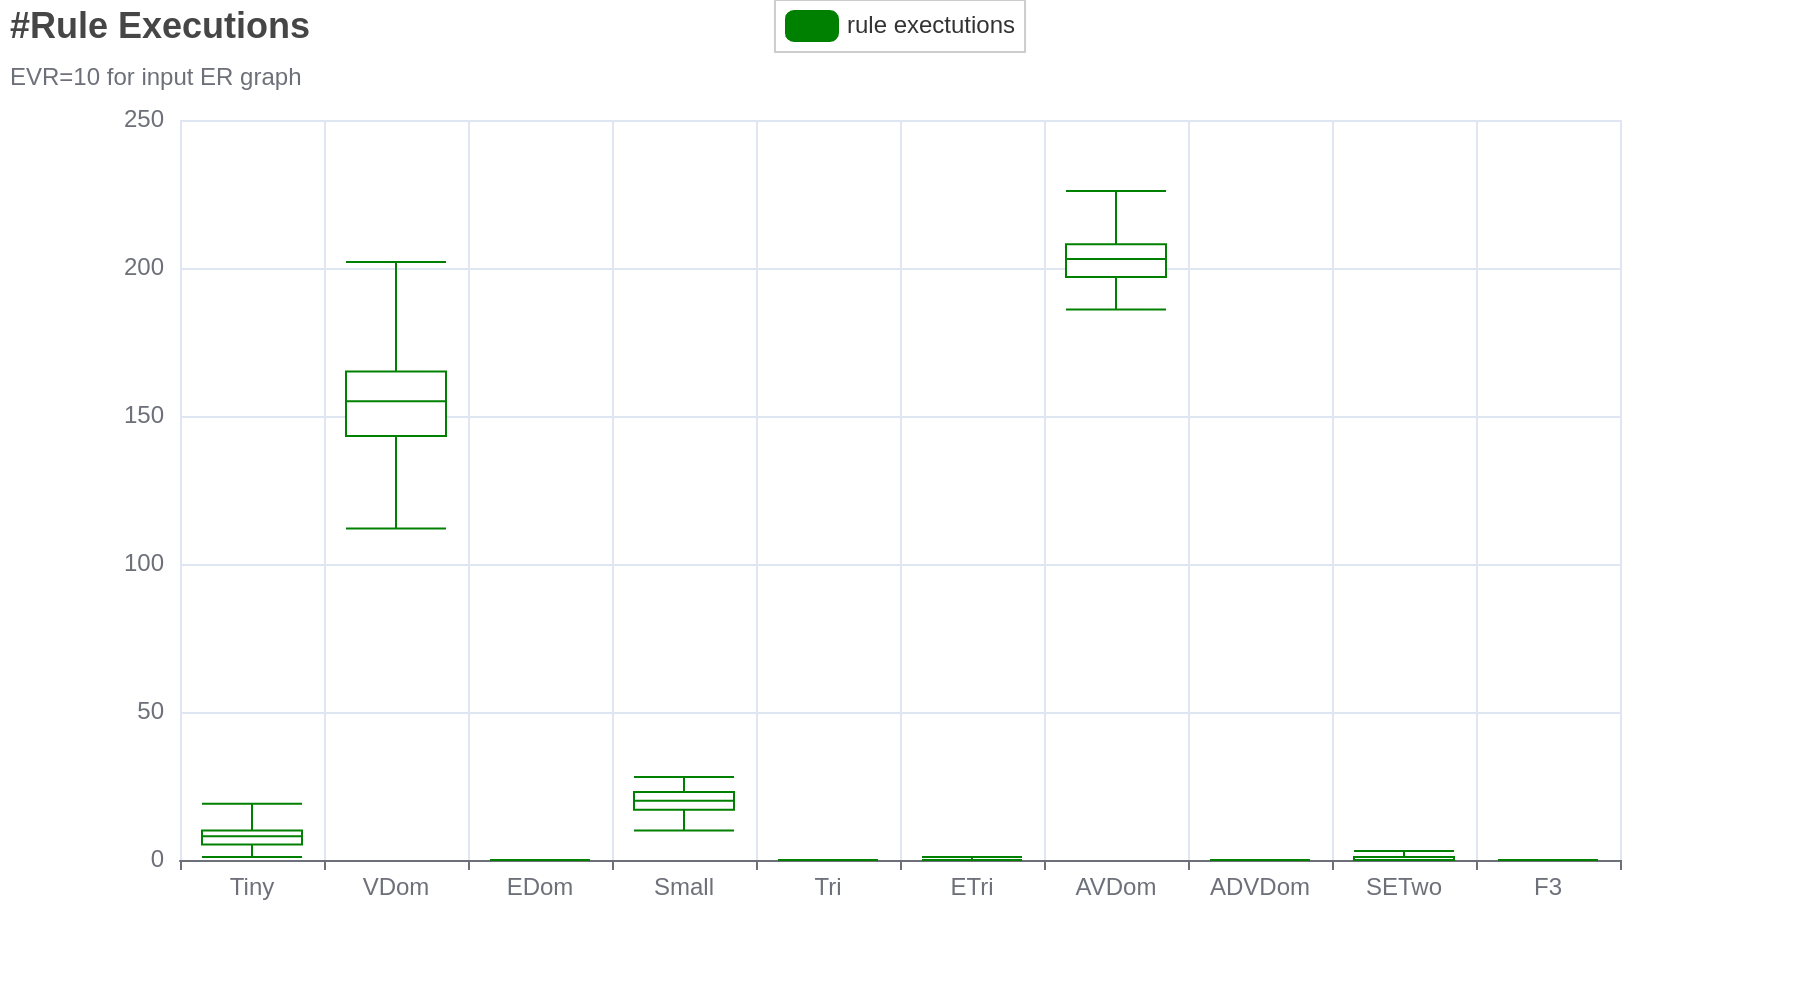 #Rule Executions
rule exectutions
EVR=10 for input ER graph
250
200
150
100
50
0
Tiny VDom EDom Small Tri ETri AVDom ADVDom SETwo F3